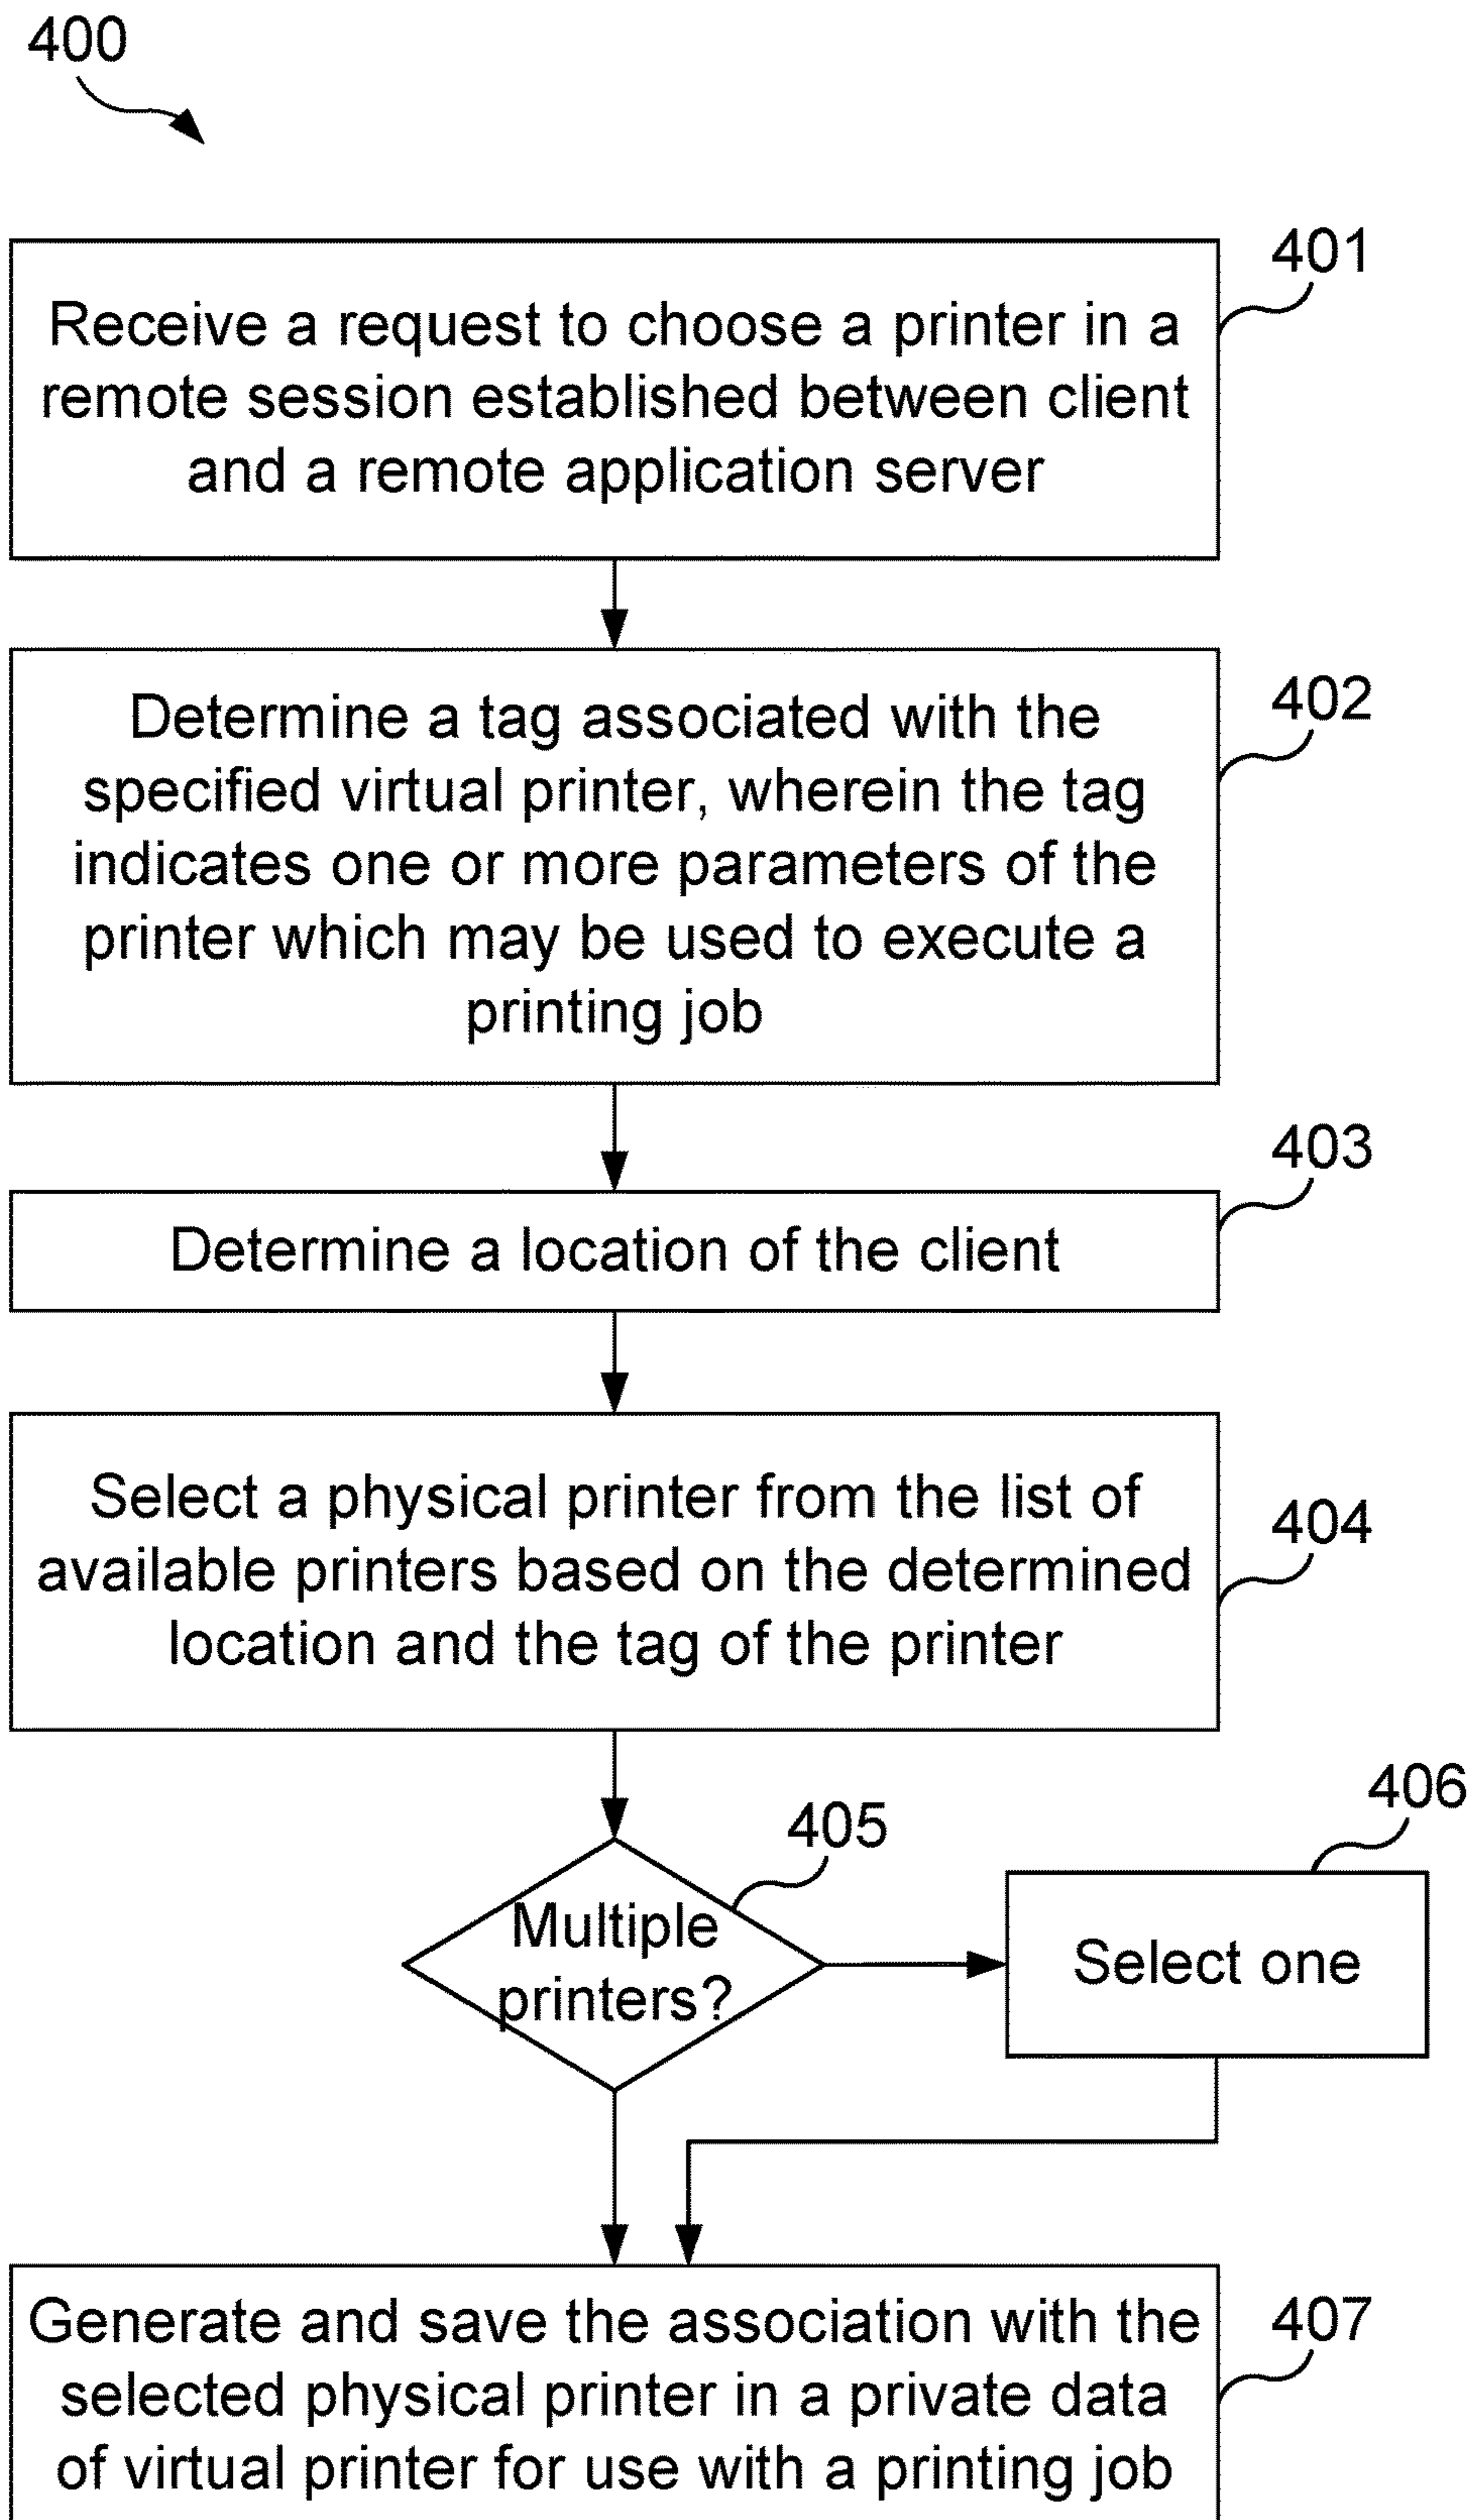 400
401
Receive a request to choose a printer in a
remote session established between client
and a remote application server
402
Determine a tag associated with the
specified virtual printer, wherein the tag
indicates one or more parameters of the
printer which may be used to execute a
printing job
403
Determine a location of the client
404
Select a physical printer from the list of
available printers based on the determined
location and the tag of the printer
405
Multiple
printers?
406
Select one
407
Generate and save the association with the
selected physical printer in a private data
of virtual printer for use with a printing job